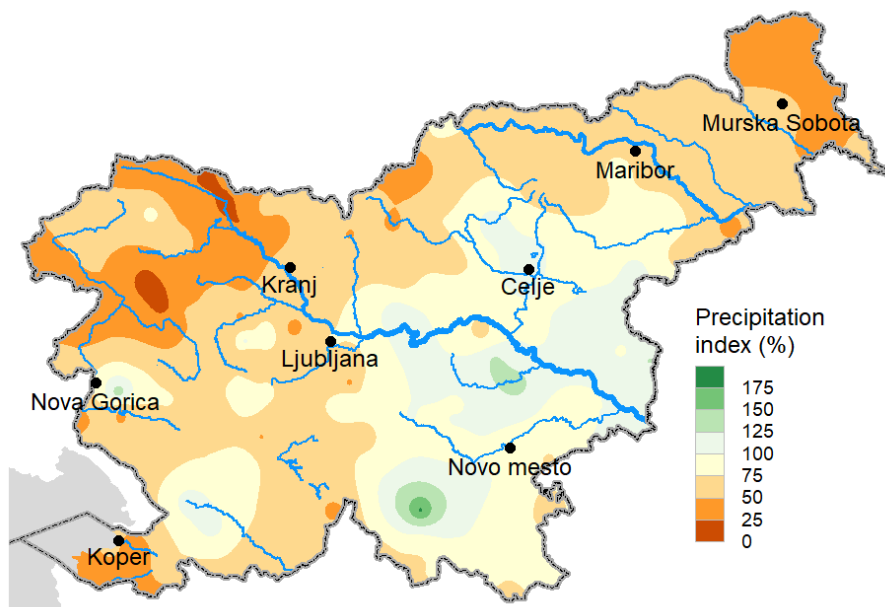 Murska Sobota
Maribor
Kranj
Celje
Ljubljana
Nova Gorica
Novo mesto
Koper
Precipitation
index (%)
175
150
125
100
75
50
25
0